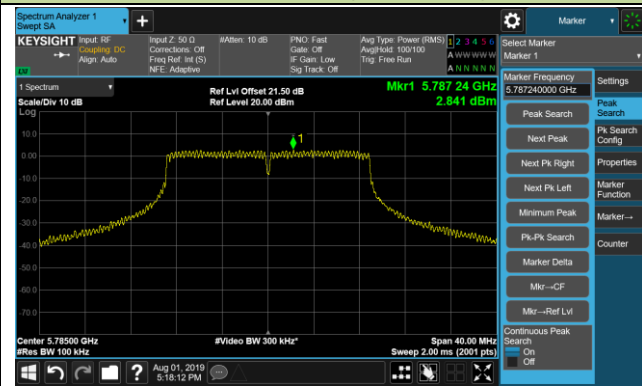 Spectrum Analyzer 1
Swept SA
KEYSIGHT
Input: RF
Coupling: DC
Align: Auto
Input Z: 50 Ω
Corrections: Off
Freq Ref: Int (S)
NFE: Adaptive
#Atten: 10 dB
PNO: Fast
Gate: Off
IF Gain: Low
Sig Track: Off
Avg Type: Power (RMS)
Avg|Hold: 100/100
Trig: Free Run
1 2 3 4 5 6
A W W W W W
A N N N N N
1 Spectrum
Scale/Div 10 dB
Log
Ref Lvl Offset 21.50 dB
Ref Level 20.00 dBm
Mkr1 5.787 24 GHz
2.841 dBm
1
10.0
0.00
-10.0
-20.0
-30.0
-40.0
-50.0
-60.0
-70.0
Center 5.78500 GHz
#Res BW 100 kHz
#Video BW 300 kHz*
Span 40.00 MHz
Sweep 2.00 ms (2001 pts)
Aug 01, 2019
5:18:12 PM
Marker
Select Marker
Marker 1
Marker Frequency
5.787240000 GHz
Peak Search
Next Peak
Next Pk Right
Next Pk Left
Minimum Peak
Pk-Pk Search
Marker Delta
Mkr→CF
Mkr→Ref Lvl
Continuous Peak
Search
On
Off
Settings
Peak
Search
Pk Search
Config
Properties
Marker
Function
Marker→
Counter